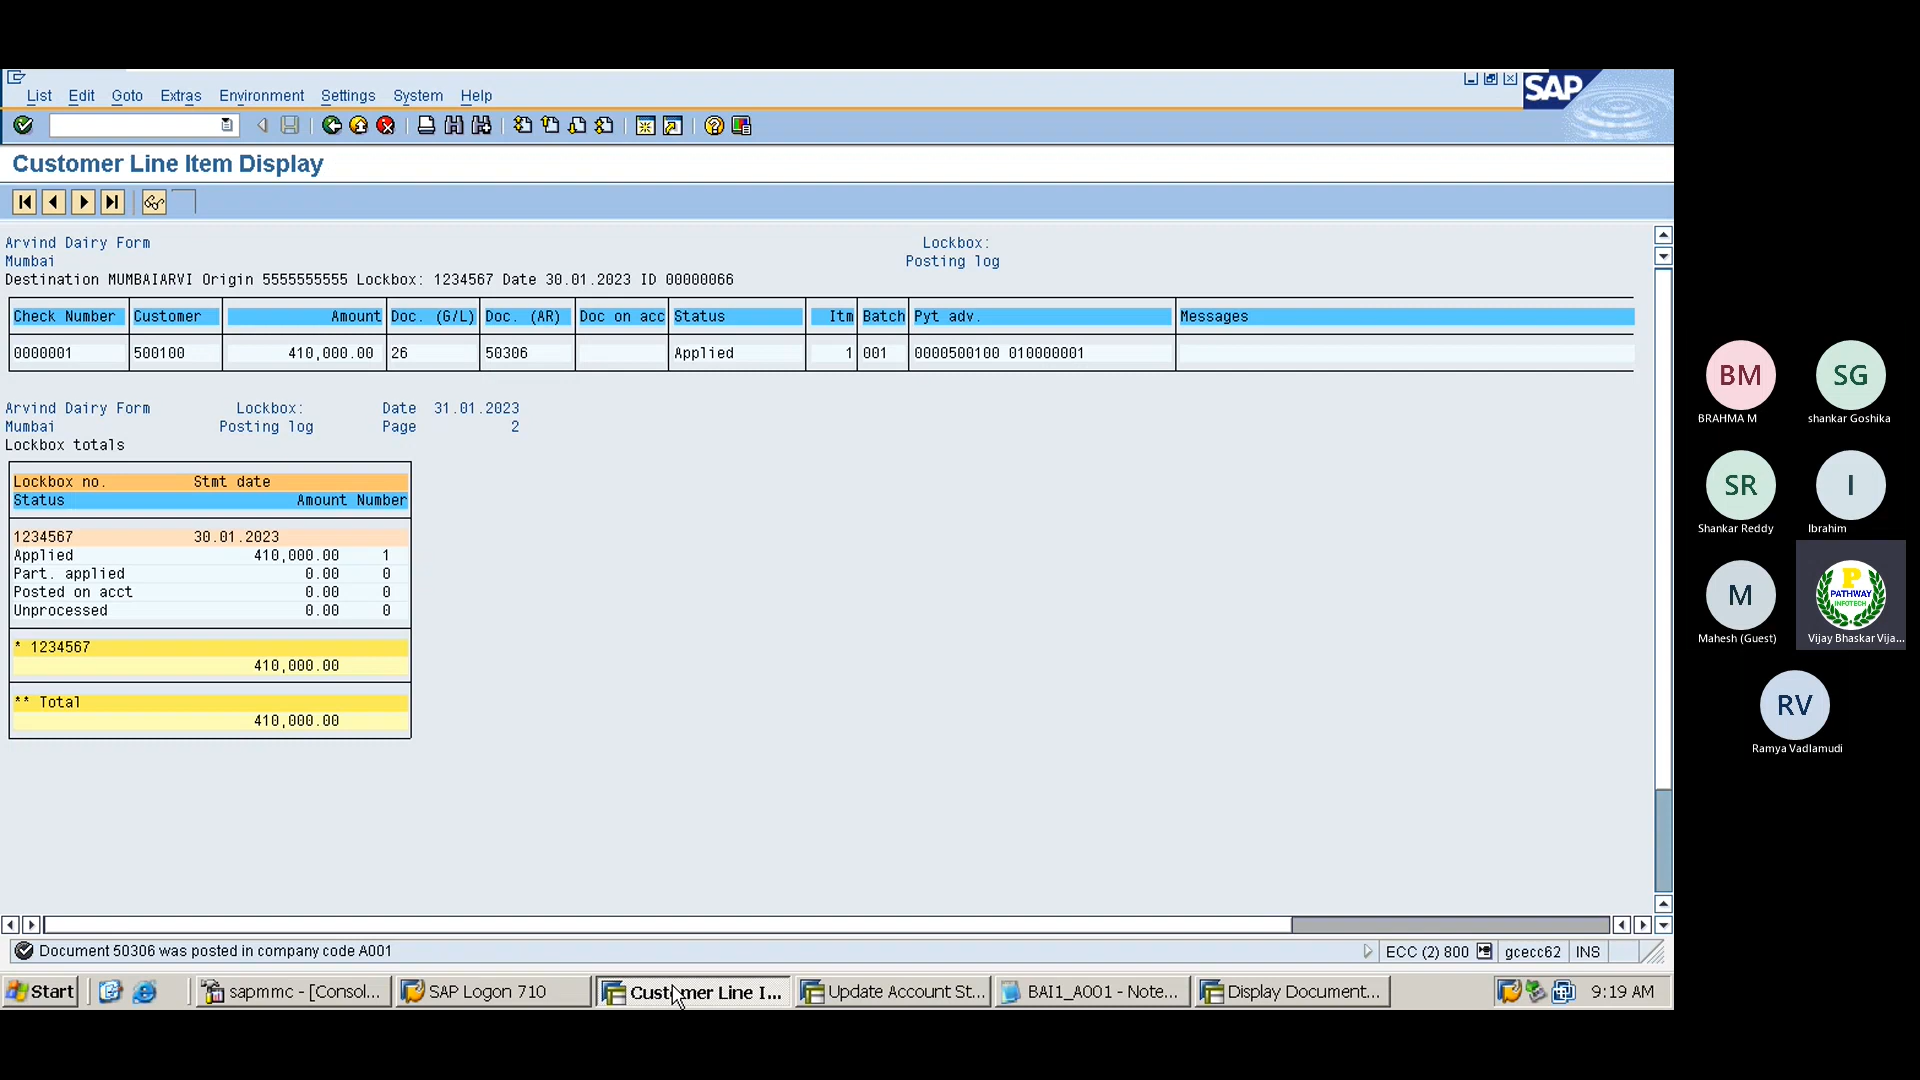 List Edit Goto Extras Environment Settings System Help
SAP
Customer Line Item Display
Arvind Dairy Form Lockbox:
Mumbai Posting log
Destination MUMBAIARVI Origin 5555555555 Lockbox: 1234567 Date 30.01.2023 ID 00000066
Check Number Customer Amount Doc. (G/L) Doc. (AR) Doc on acc Status Itm Batch Pyt adv. Messages
0000001 500100 410,000.00 26 50306 Applied 1 001 0000500100 010000001
Arvind Dairy Form Lockbox: Date 31.01.2023
Mumbai Posting log Page 2
Lockbox totals
Lockbox no. Stmt date
Status Amount Number
1234567 30.01.2023
Applied 410,000.00 1
Part. applied 0.00 0
Posted on acct 0.00 0
Unprocessed 0.00 0
* 1234567
410,000.00
** Total
410,000.00
Document 50306 was posted in company code A001
ECC (2) 800 gcecc62 INS
Start sapmmc - [Consol... SAP Logon 710 Customer Line I... Update Account St... BAI1_A001 - Note... Display Document... 9:19 AM
BM SG
BRAHMA M shankar Goshika
SR I
Shankar Reddy Ibrahim
M P PATHWAY INFOTECH
Mahesh (Guest) Vijay Bhaskar Vija...
RV
Ramya Vadlamudi